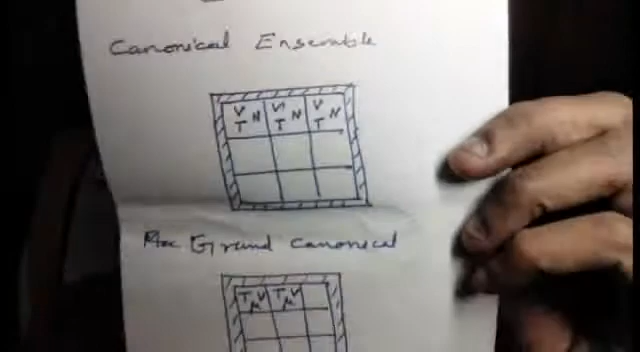 Canonical Ensemble
V N V N V N
T T T
Grand canonical
T μ V T μ V